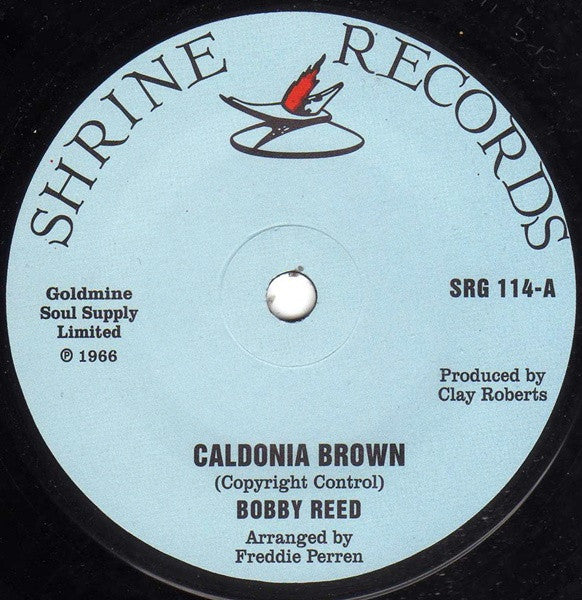 SHRINE RECORDS
Goldmine
Soul Supply
Limited
℗ 1966
SRG 114-A
Produced by
Clay Roberts
CALDONIA BROWN
(Copyright Control)
BOBBY REED
Arranged by
Freddie Perren